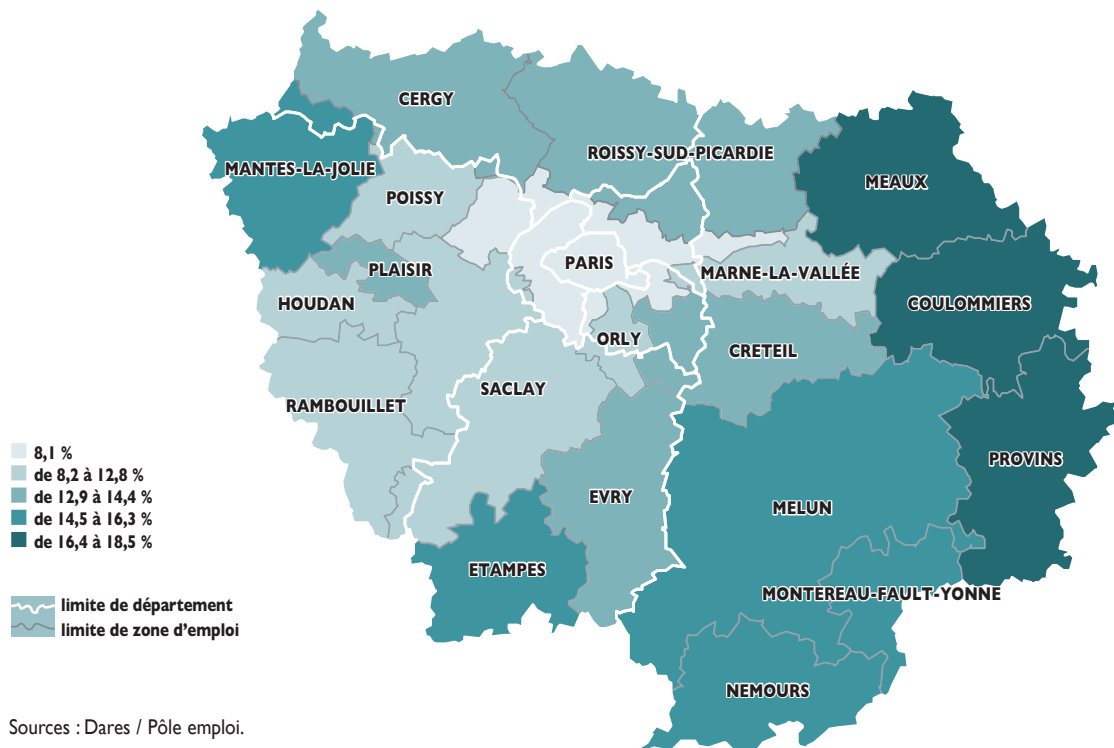 CERGY
ROISSY-SUD-PICARDIE
MANTES-LA-JOLIE
MEAUX
POISSY
PARIS
PLAISIR
MARNE-LA-VALLÉE
HOUDAN
COULOMMIERS
ORLY
CRETEIL
SACLAY
RAMBOUILLET
PROVINS
EVRY
MELUN
ETAMPES
MONTEREAU-FAULT-YONNE
NEMOURS
8,1 %
de 8,2 à 12,8 %
de 12,9 à 14,4 %
de 14,5 à 16,3 %
de 16,4 à 18,5 %
limite de département
limite de zone d'emploi
Sources : Dares / Pôle emploi.